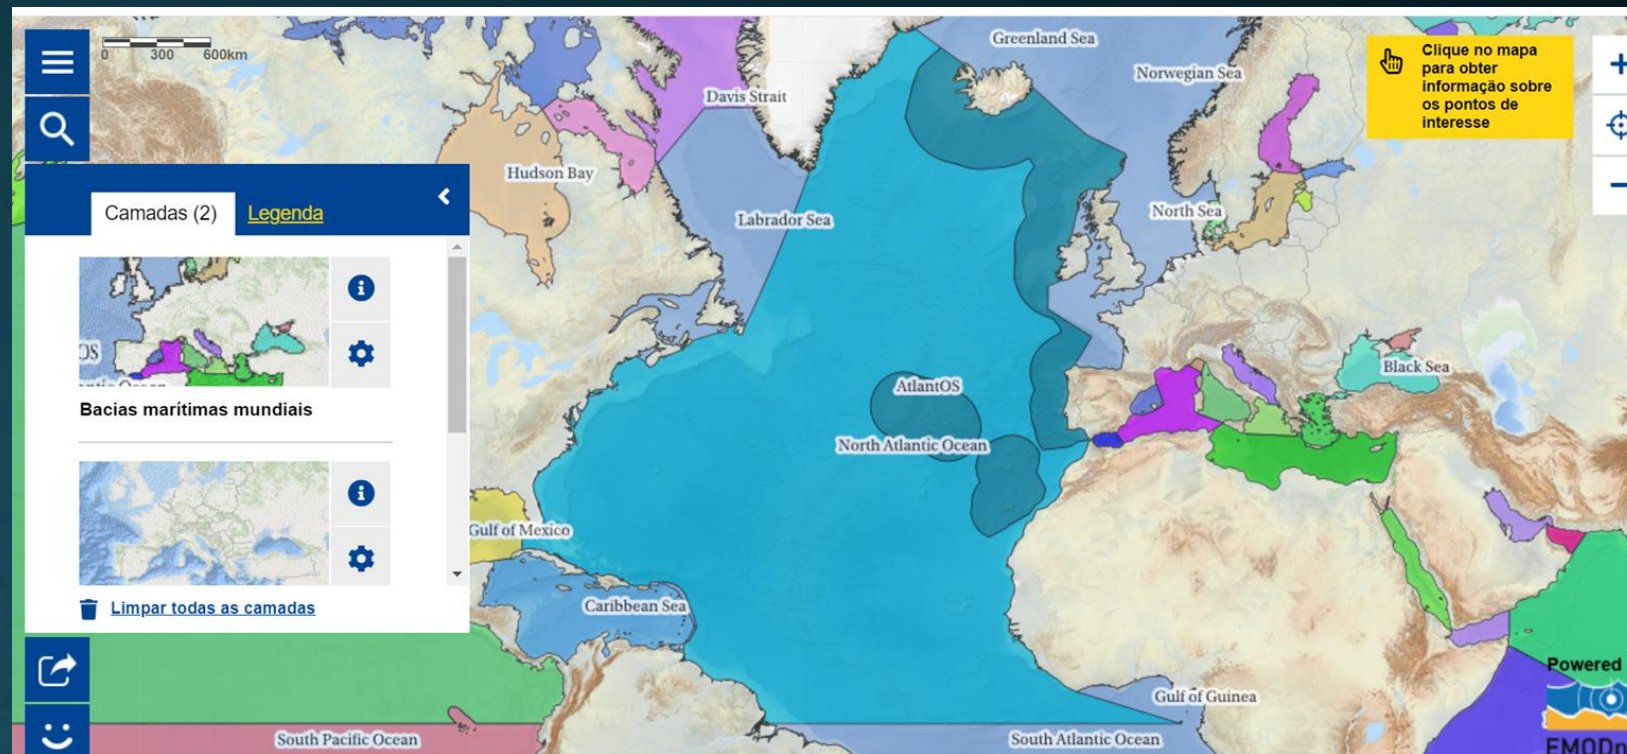 0 300 600km
Camadas (2)
Legenda
Bacias marítimas mundiais
Limpar todas as camadas
Clique no mapa
para obter
informação sobre
os pontos de
interesse
Greenland Sea
Norwegian Sea
Davis Strait
Hudson Bay
Labrador Sea
North Sea
Black Sea
AtlantOS
North Atlantic Ocean
Gulf of Mexico
Caribbean Sea
Gulf of Guinea
South Pacific Ocean
South Atlantic Ocean
Powered
EMODn